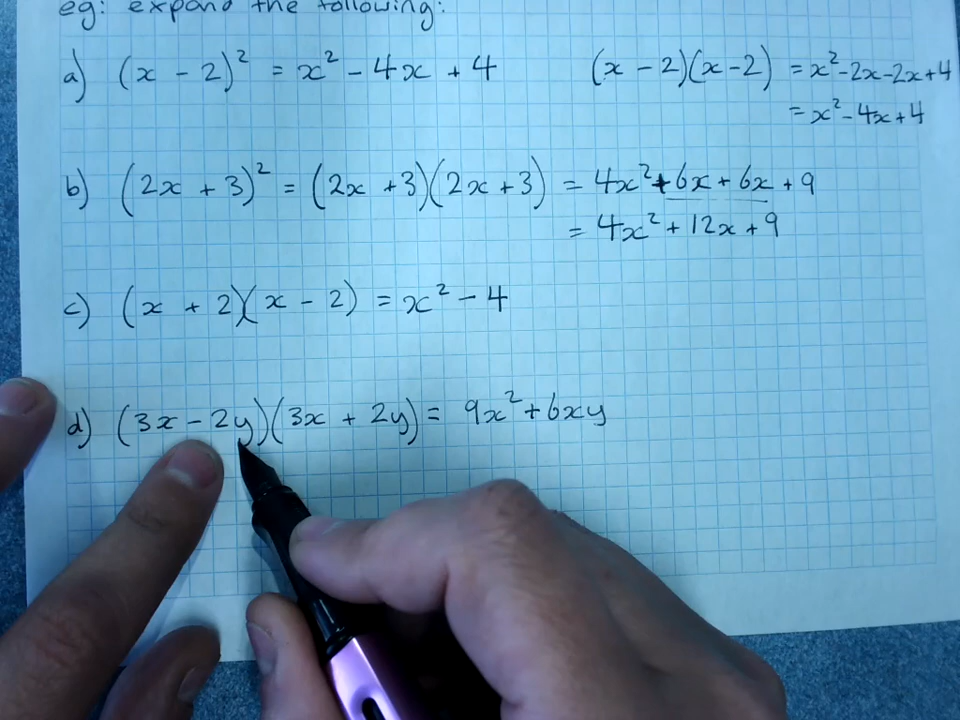 eg: expand the following:
a) (x - 2)² = x² - 4x + 4
(x - 2)(x - 2) = x² - 2x - 2x + 4
= x² - 4x + 4
b) (2x + 3)² = (2x + 3)(2x + 3) = 4x² + 6x + 6x + 9
= 4x² + 12x + 9
c) (x + 2)(x - 2) = x² - 4
d) (3x - 2y)(3x + 2y) = 9x² + 6xy